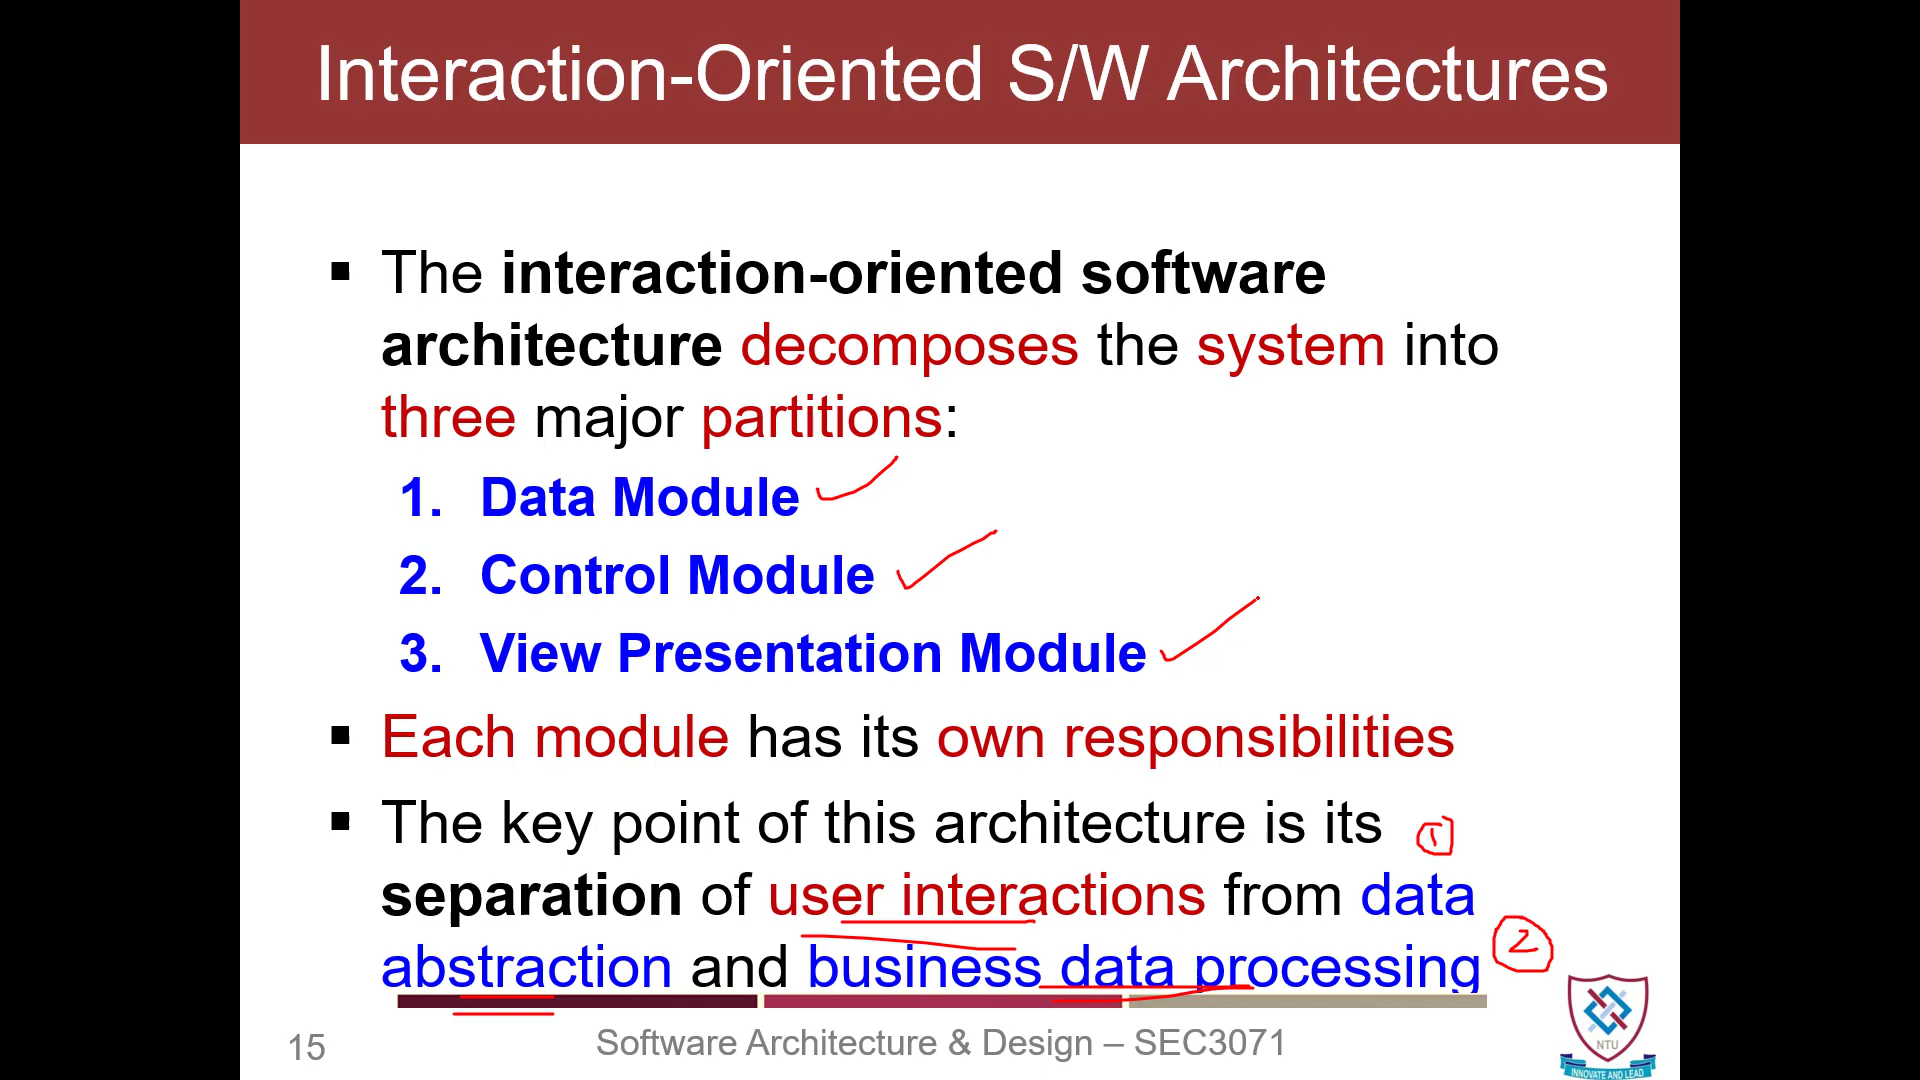 Interaction-Oriented S/W Architectures
▪ The interaction-oriented software
architecture decomposes the system into
three major partitions:
1. Data Module
2. Control Module
3. View Presentation Module
▪ Each module has its own responsibilities
▪ The key point of this architecture is its
1
separation of user interactions from data
abstraction and business data processing
2
15
Software Architecture & Design – SEC3071
NTU
INNOVATE AND LEAD